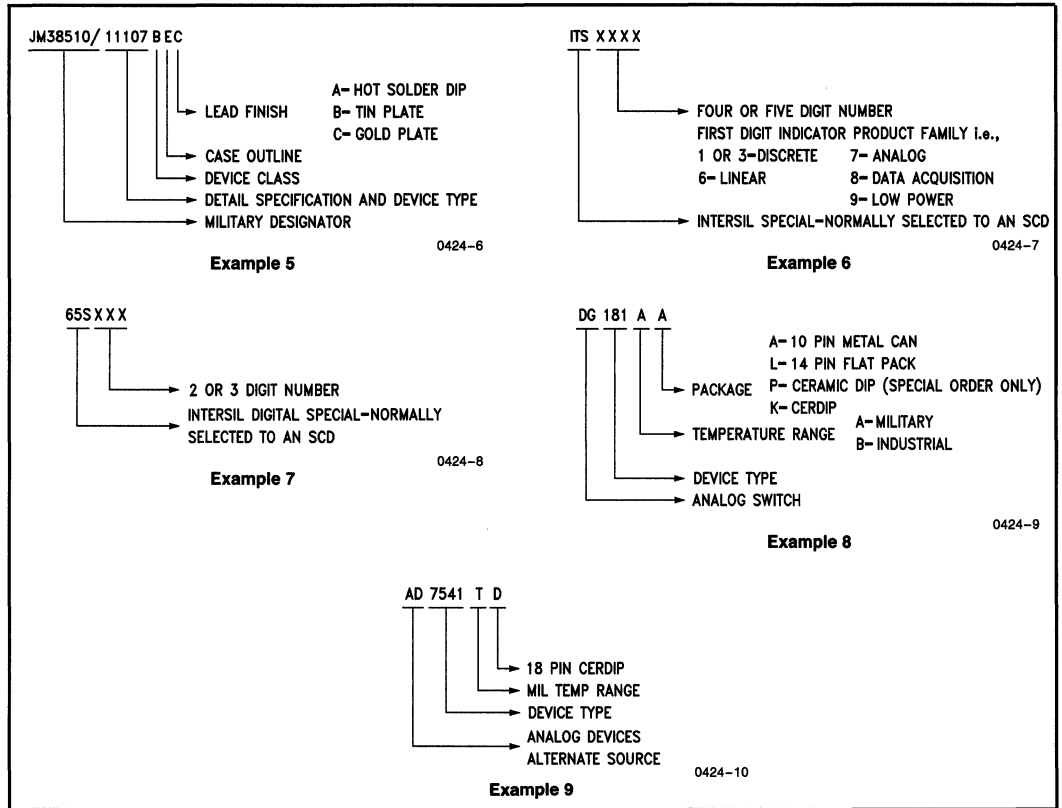 JM38510/ 11107 B E C
A- HOT SOLDER DIP
LEAD FINISH B- TIN PLATE
C- GOLD PLATE
CASE OUTLINE
DEVICE CLASS
DETAIL SPECIFICATION AND DEVICE TYPE
MILITARY DESIGNATOR
0424-6
Example 5
ITS X X X X
FOUR OR FIVE DIGIT NUMBER
FIRST DIGIT INDICATOR PRODUCT FAMILY i.e.,
1 OR 3-DISCRETE 7- ANALOG
6- LINEAR 8- DATA ACQUISITION
9- LOW POWER
INTERSIL SPECIAL-NORMALLY SELECTED TO AN SCD
0424-7
Example 6
65S X X X
2 OR 3 DIGIT NUMBER
INTERSIL DIGITAL SPECIAL-NORMALLY
SELECTED TO AN SCD
0424-8
Example 7
DG 181 A A
A- 10 PIN METAL CAN
L- 14 PIN FLAT PACK
PACKAGE P- CERAMIC DIP (SPECIAL ORDER ONLY)
K- CERDIP
TEMPERATURE RANGE A- MILITARY
B- INDUSTRIAL
DEVICE TYPE
ANALOG SWITCH
0424-9
Example 8
AD 7541 T D
18 PIN CERDIP
MIL TEMP RANGE
DEVICE TYPE
ANALOG DEVICES
ALTERNATE SOURCE
0424-10
Example 9